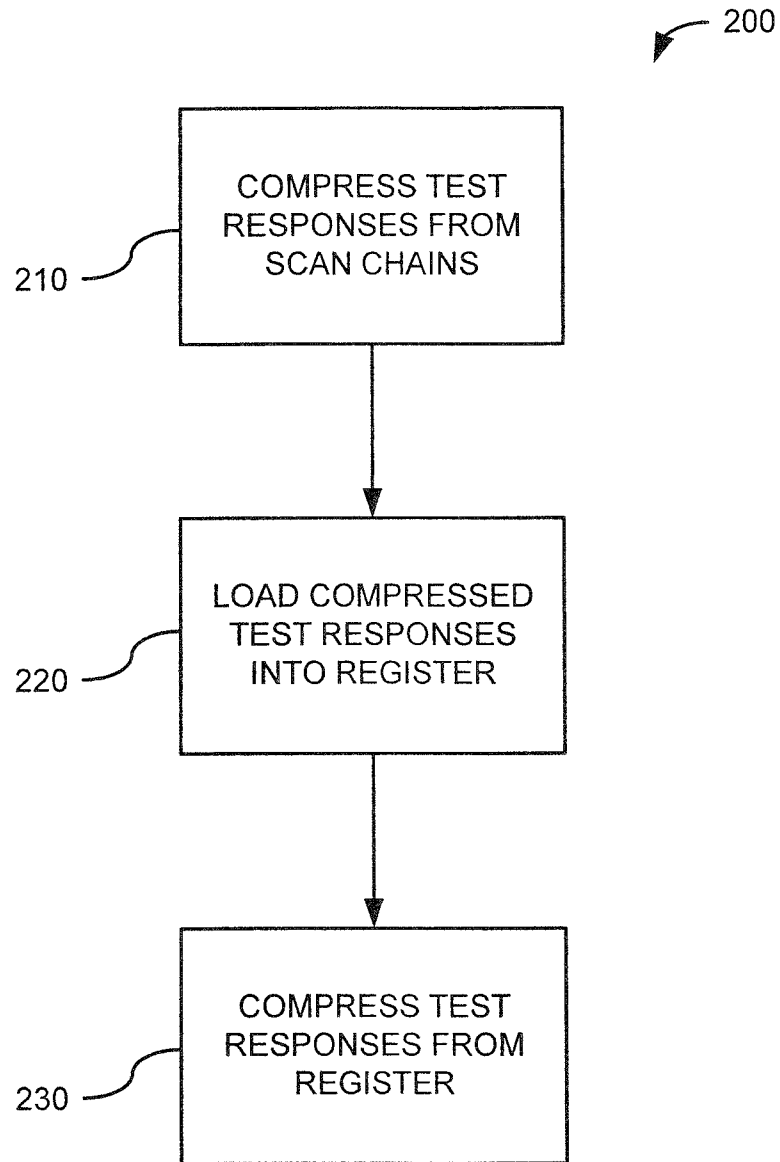 200
COMPRESS TEST
RESPONSES FROM
SCAN CHAINS
210
LOAD COMPRESSED
TEST RESPONSES
INTO REGISTER
220
COMPRESS TEST
RESPONSES FROM
REGISTER
230